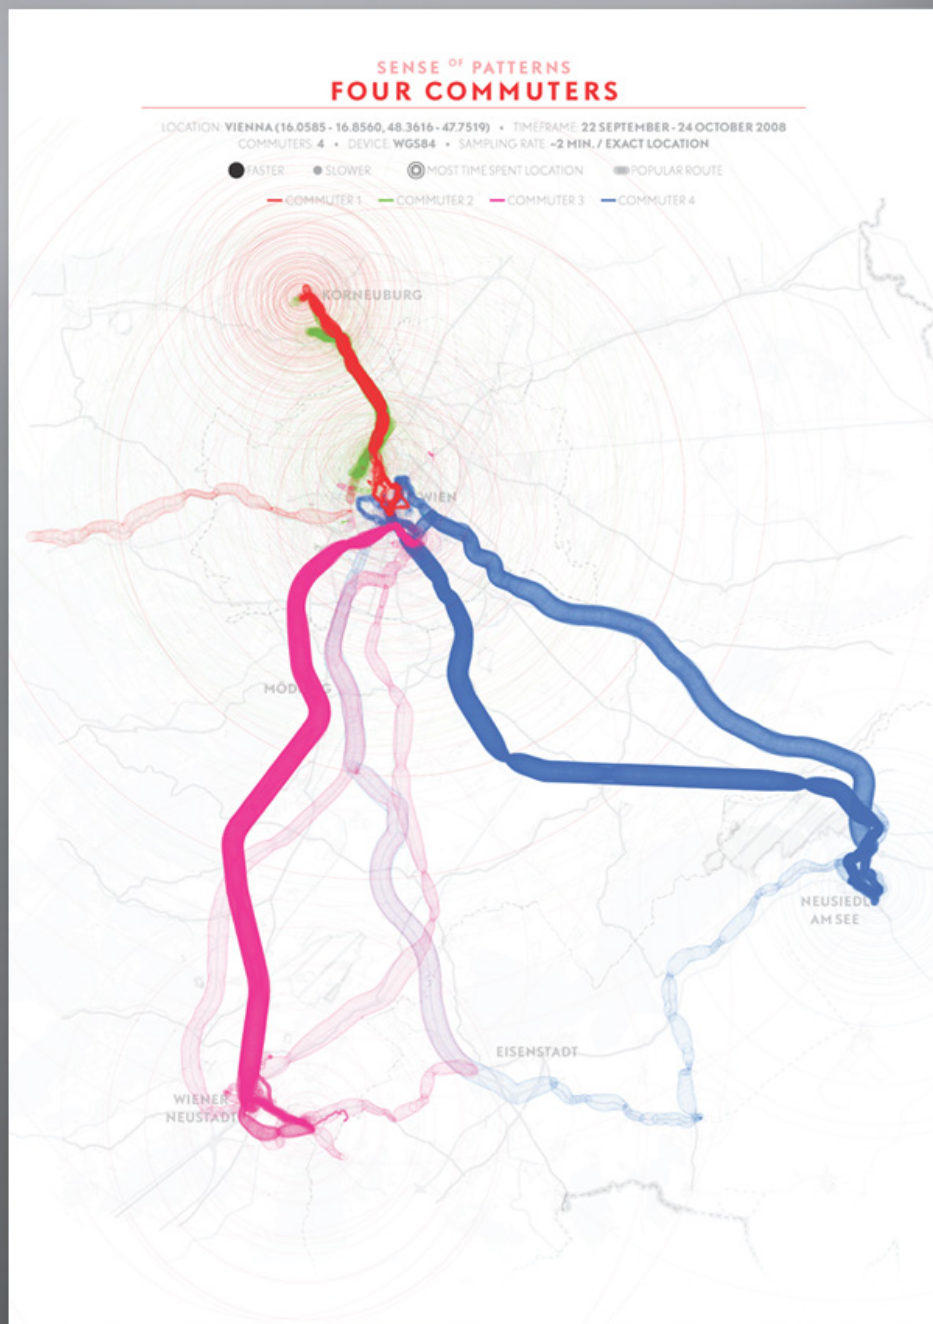 SENSE OF PATTERNS
FOUR COMMUTERS
LOCATION: VIENNA (16.0585 - 16.8560, 48.3616 - 47.7519) • TIMEFRAME: 22 SEPTEMBER - 24 OCTOBER 2008
COMMUTERS: 4 • DEVICE: WGS84 • SAMPLING RATE: ~2 MIN. / EXACT LOCATION
FASTER SLOWER MOST TIME SPENT LOCATION POPULAR ROUTE
COMMUTER 1 COMMUTER 2 COMMUTER 3 COMMUTER 4
KORNEUBURG
WIEN
MÖDLING
NEUSIEDL
AM SEE
EISENSTADT
WIENER
NEUSTADT